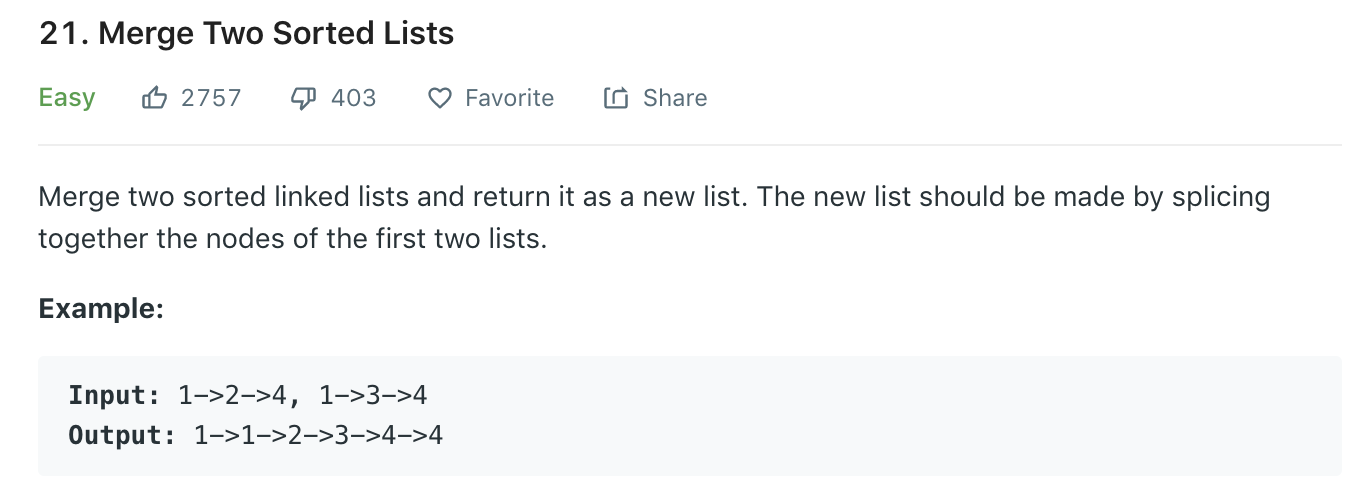 21. Merge Two Sorted Lists
Easy 2757 403 Favorite Share
Merge two sorted linked lists and return it as a new list. The new list should be made by splicing
together the nodes of the first two lists.
Example:
Input: 1->2->4, 1->3->4
Output: 1->1->2->3->4->4